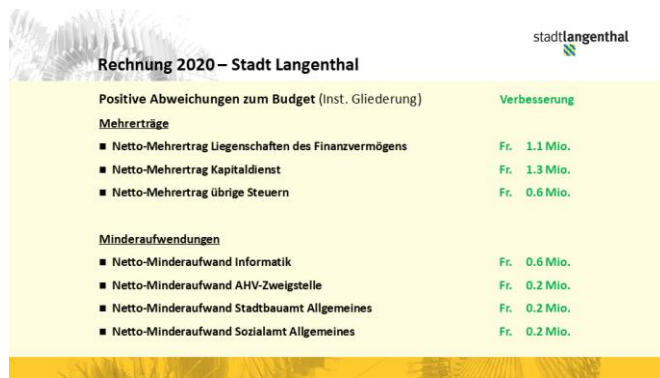 stadtlangenthal
Rechnung 2020 – Stadt Langenthal
Positive Abweichungen zum Budget (Inst. Gliederung) Verbesserung
Mehrerträge
■ Netto-Mehrertrag Liegenschaften des Finanzvermögens Fr. 1.1 Mio.
■ Netto-Mehrertrag Kapitaldienst Fr. 1.3 Mio.
■ Netto-Mehrertrag übrige Steuern Fr. 0.6 Mio.
Minderaufwendungen
■ Netto-Minderaufwand Informatik Fr. 0.6 Mio.
■ Netto-Minderaufwand AHV-Zweigstelle Fr. 0.2 Mio.
■ Netto-Minderaufwand Stadtbauamt Allgemeines Fr. 0.2 Mio.
■ Netto-Minderaufwand Sozialamt Allgemeines Fr. 0.2 Mio.